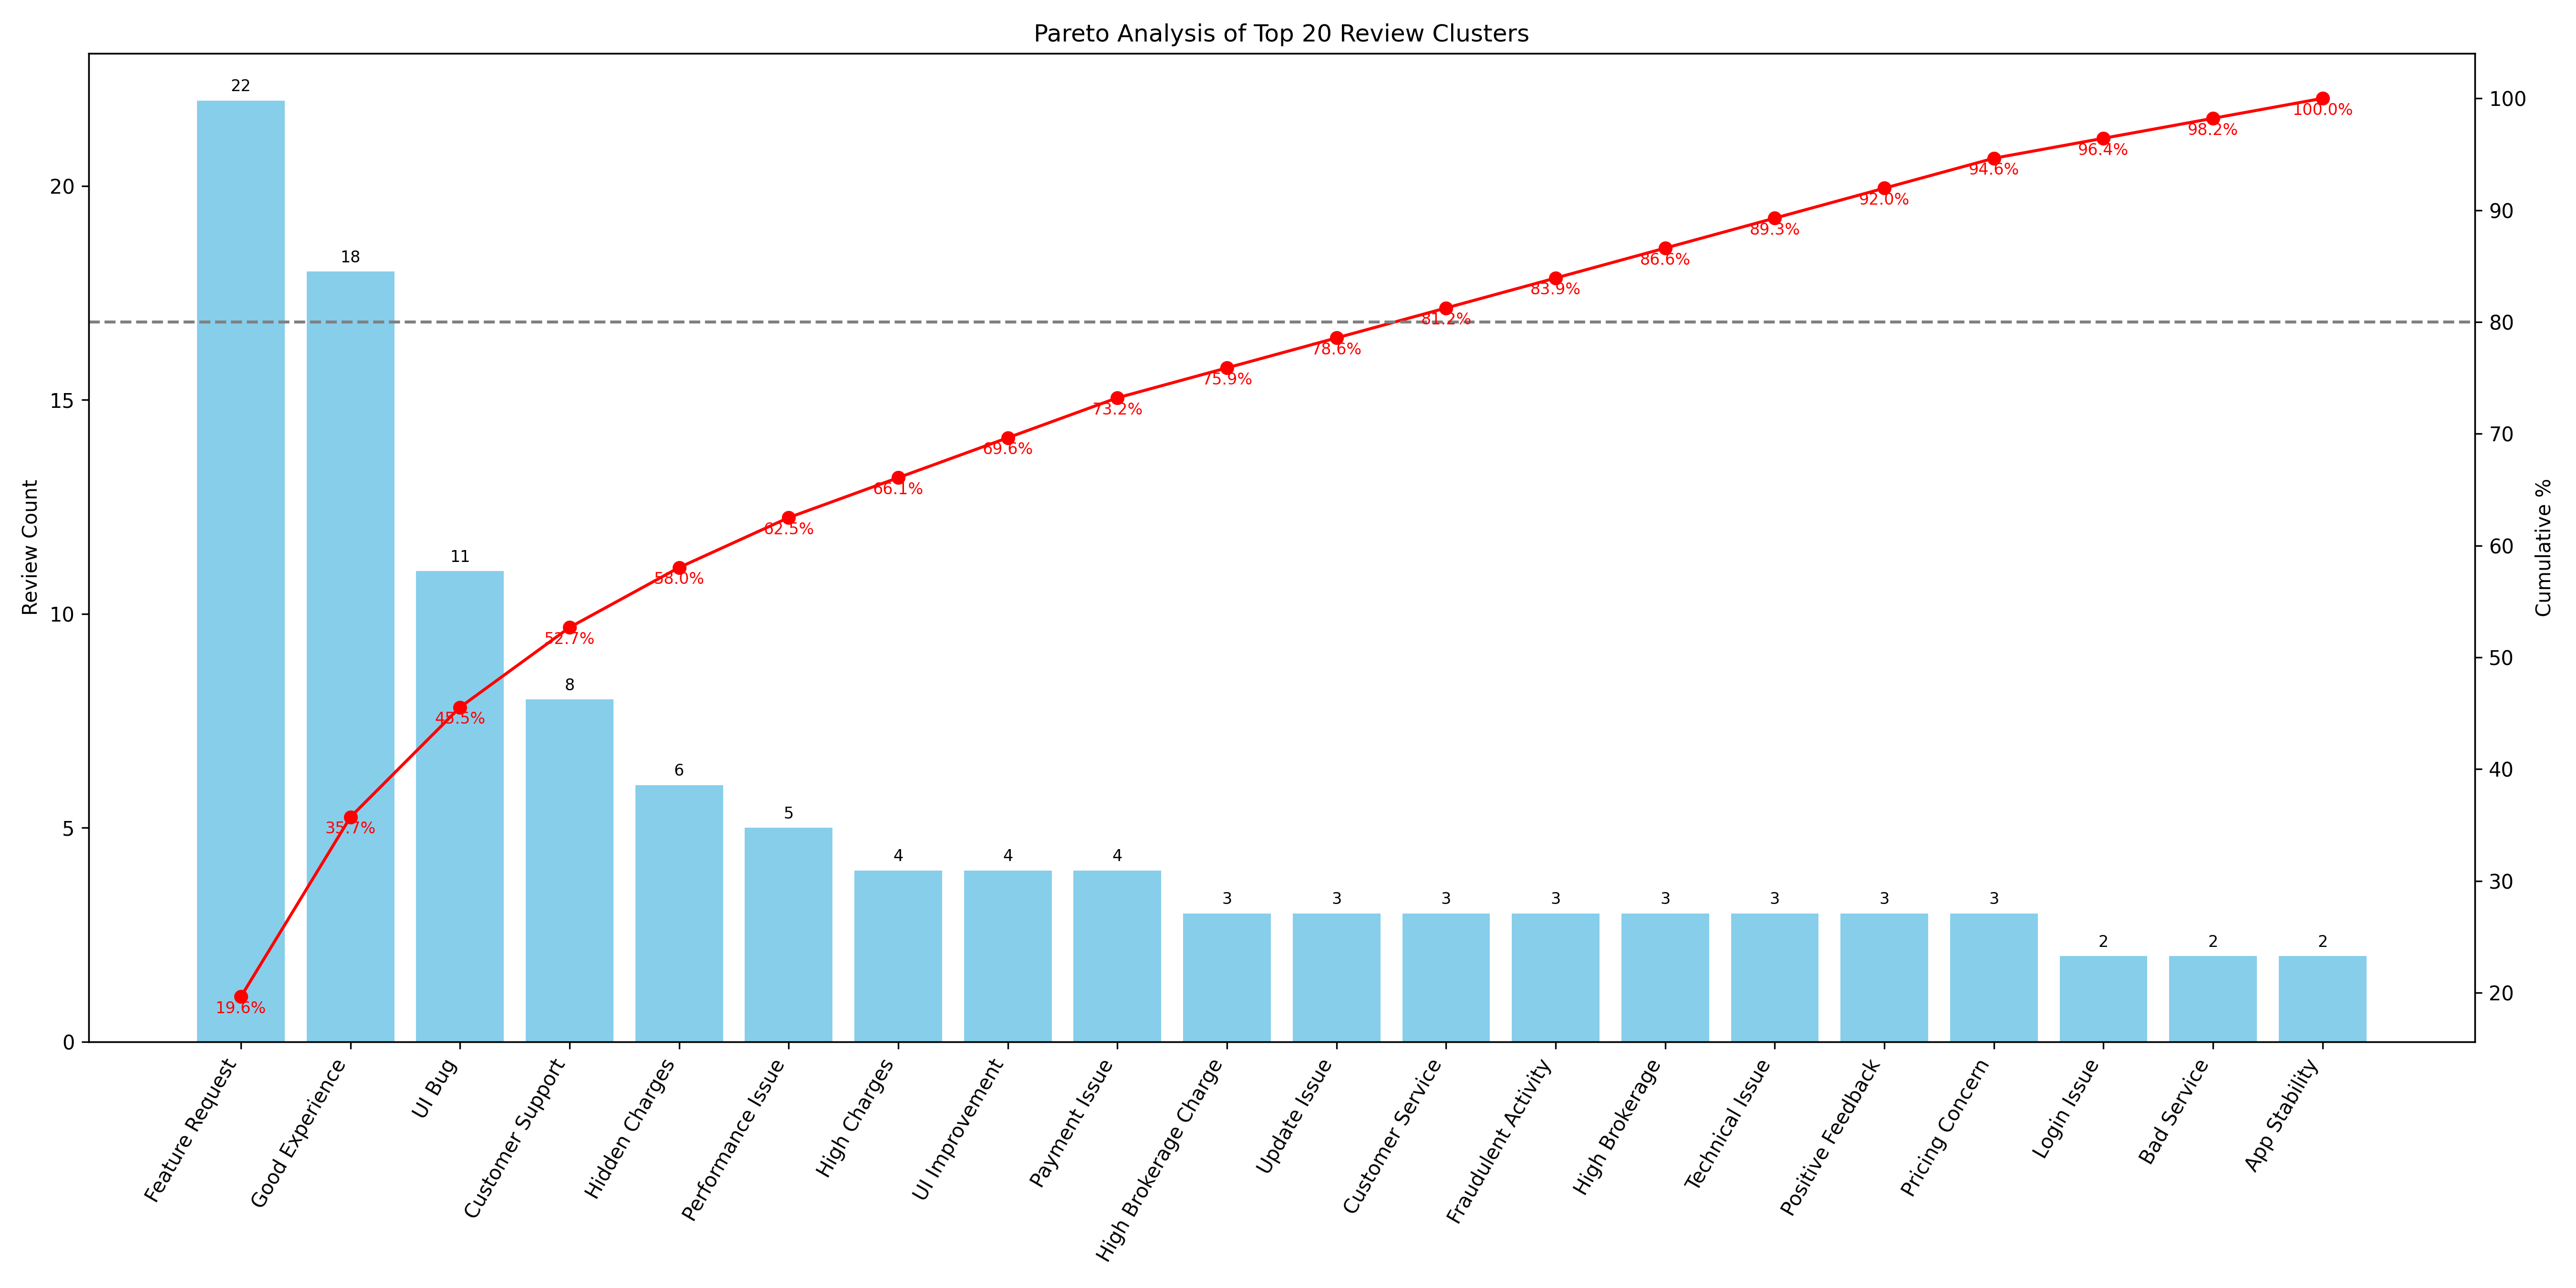 Pareto Analysis of Top 20 Review Clusters
Review Count
20
15
10
5
0
22
18
11
8
6
5
4
4
4
3
3
3
3
3
3
3
3
2
2
2
19.6%
35.7%
45.5%
52.7%
58.0%
62.5%
66.1%
69.6%
73.2%
75.9%
78.6%
81.2%
83.9%
86.6%
89.3%
92.0%
94.6%
96.4%
98.2%
100.0%
100
90
80
70
60
50
40
30
20
Cumulative %
Feature Request
Good Experience
UI Bug
Customer Support
Hidden Charges
Performance Issue
High Charges
UI Improvement
Payment Issue
High Brokerage Charge
Update Issue
Customer Service
Fraudulent Activity
High Brokerage
Technical Issue
Positive Feedback
Pricing Concern
Login Issue
Bad Service
App Stability